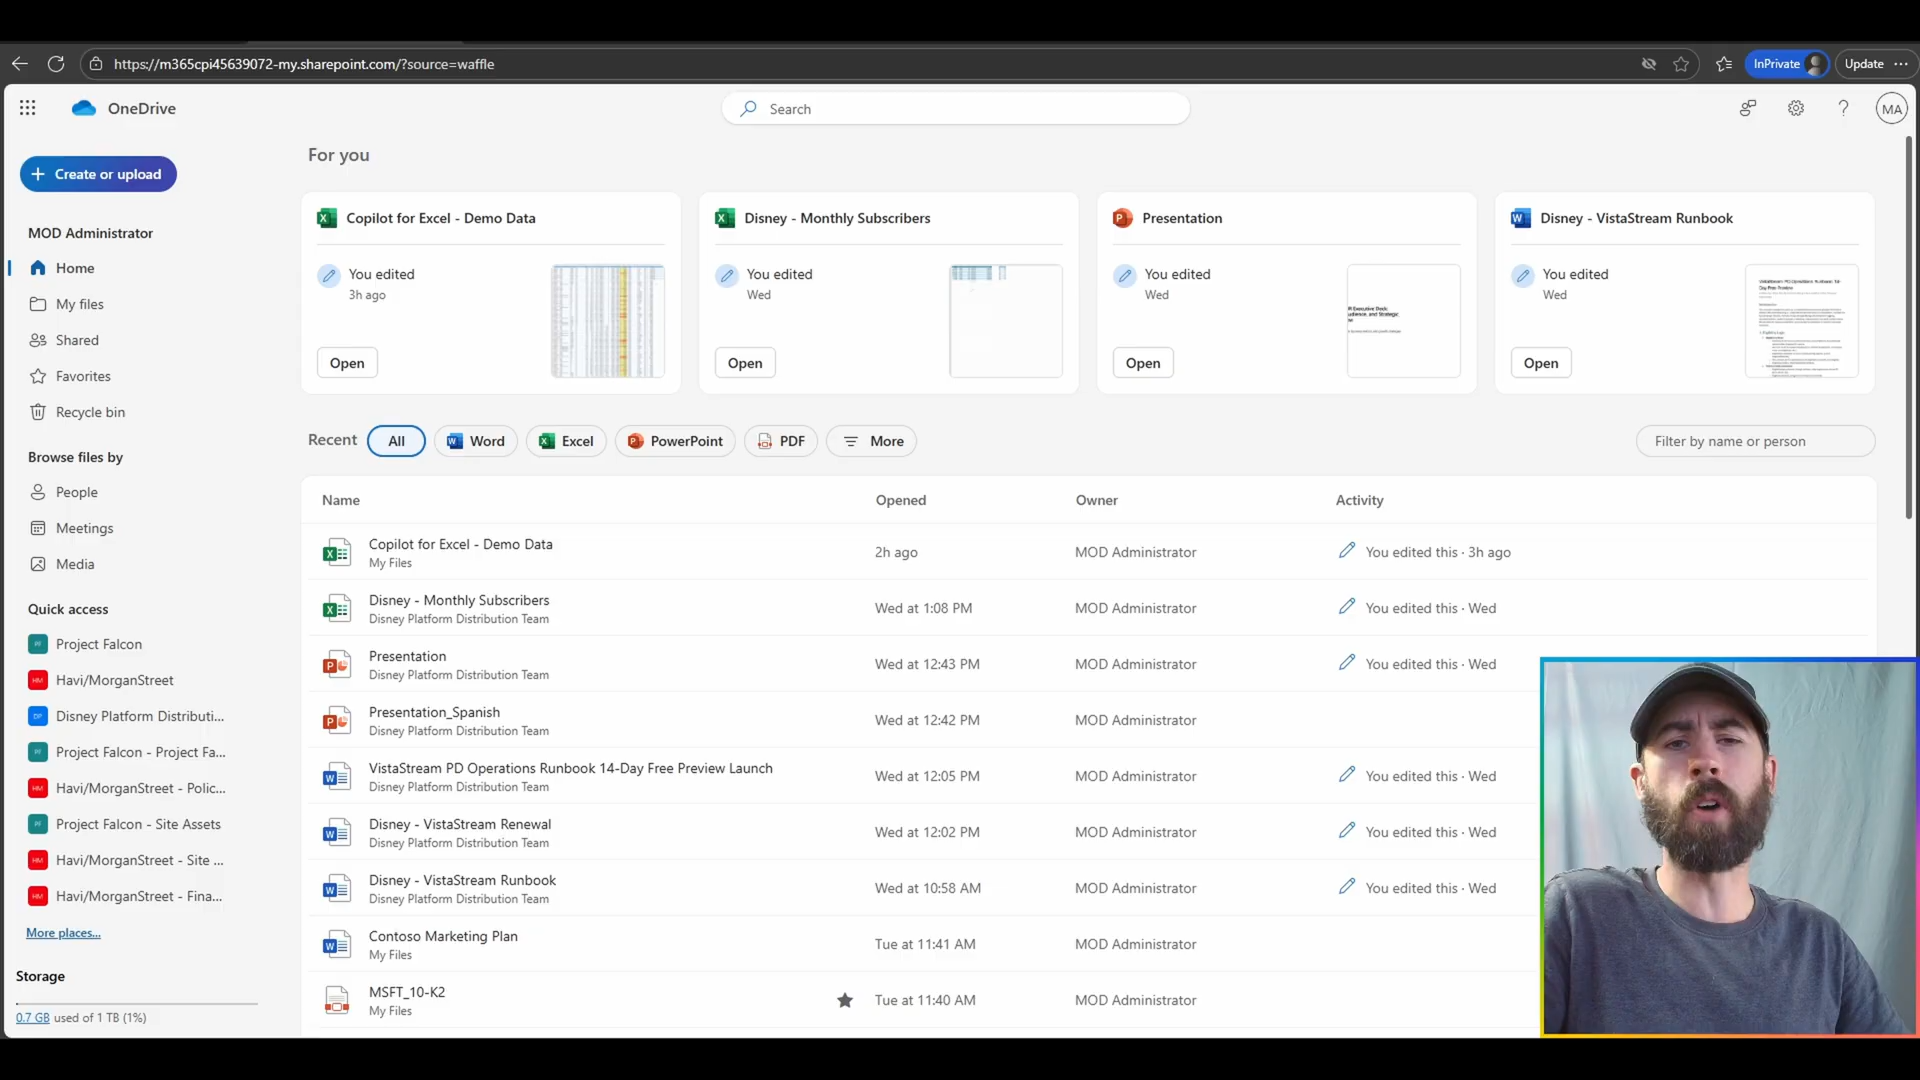 https://m365cpi45639072-my.sharepoint.com/?source=waffle
InPrivate
Update
OneDrive
Search
MA
Create or upload
MOD Administrator
Home
My files
Shared
Favorites
Recycle bin
Browse files by
People
Meetings
Media
Quick access
PF Project Falcon
HM Havi/MorganStreet
DP Disney Platform Distributi...
PF Project Falcon - Project Fa...
HM Havi/MorganStreet - Polic...
PF Project Falcon - Site Assets
HM Havi/MorganStreet - Site ...
HM Havi/MorganStreet - Fina...
More places...
Storage
0.7 GB used of 1 TB (1%)
For you
Copilot for Excel - Demo Data
You edited
3h ago
Open
Disney - Monthly Subscribers
You edited
Wed
Open
Presentation
You edited
Wed
Open
Disney - VistaStream Runbook
You edited
Wed
Open
Recent All Word Excel PowerPoint PDF More Filter by name or person
Name Opened Owner Activity
Copilot for Excel - Demo Data
My Files
2h ago MOD Administrator You edited this · 3h ago
Disney - Monthly Subscribers
Disney Platform Distribution Team
Wed at 1:08 PM MOD Administrator You edited this · Wed
Presentation
Disney Platform Distribution Team
Wed at 12:43 PM MOD Administrator You edited this · Wed
Presentation_Spanish
Disney Platform Distribution Team
Wed at 12:42 PM MOD Administrator
VistaStream PD Operations Runbook 14-Day Free Preview Launch
Disney Platform Distribution Team
Wed at 12:05 PM MOD Administrator You edited this · Wed
Disney - VistaStream Renewal
Disney Platform Distribution Team
Wed at 12:02 PM MOD Administrator You edited this · Wed
Disney - VistaStream Runbook
Disney Platform Distribution Team
Wed at 10:58 AM MOD Administrator You edited this · Wed
Contoso Marketing Plan
My Files
Tue at 11:41 AM MOD Administrator
MSFT_10-K2
My Files
Tue at 11:40 AM MOD Administrator